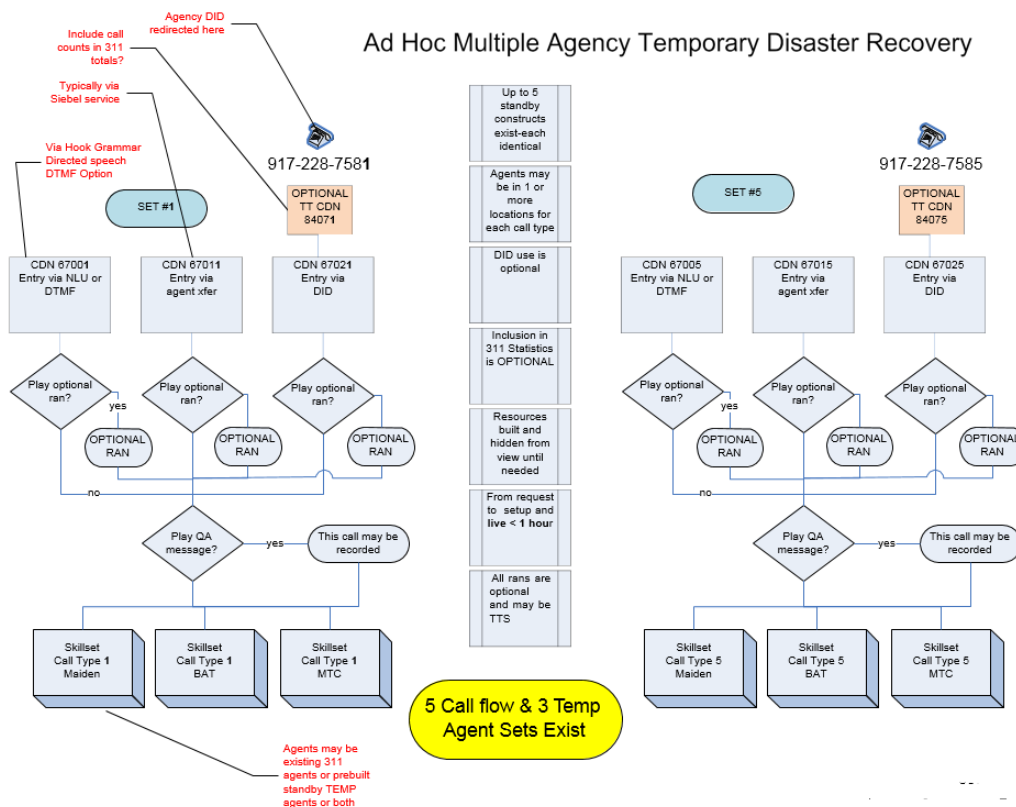 Ad Hoc Multiple Agency Temporary Disaster Recovery
Agency DID
redirected here
Include call
counts in 311
totals?
Typically via
Siebel service
Via Hook Grammar
Directed speech
DTMF Option
917-228-7581
SET #1
OPTIONAL
TT CDN
84071
CDN 67001
Entry via NLU or
DTMF
CDN 67011
Entry via
agent xfer
CDN 67021
Entry via
DID
Play optional
ran?
Play optional
ran?
Play optional
ran?
yes
OPTIONAL
RAN
OPTIONAL
RAN
OPTIONAL
RAN
no
Play QA
message?
yes
This call may be
recorded
Skillset
Call Type 1
Maiden
Skillset
Call Type 1
BAT
Skillset
Call Type 1
MTC
Agents may be
existing 311
agents or prebuilt
standby TEMP
agents or both
Up to 5
standby
constructs
exist-each
identical
Agents may
be in 1 or
more
locations for
each call type
DID use is
optional
Inclusion in
311 Statistics
is OPTIONAL
Resources
built and
hidden from
view until
needed
From request
to setup and
live < 1 hour
All rans are
optional
and may be
TTS
5 Call flow & 3 Temp
Agent Sets Exist
917-228-7585
SET #5
OPTIONAL
TT CDN
84075
CDN 67005
Entry via NLU or
DTMF
CDN 67015
Entry via
agent xfer
CDN 67025
Entry via
DID
Play optional
ran?
Play optional
ran?
Play optional
ran?
yes
OPTIONAL
RAN
OPTIONAL
RAN
OPTIONAL
RAN
no
Play QA
message?
yes
This call may be
recorded
Skillset
Call Type 5
Maiden
Skillset
Call Type 5
BAT
Skillset
Call Type 5
MTC